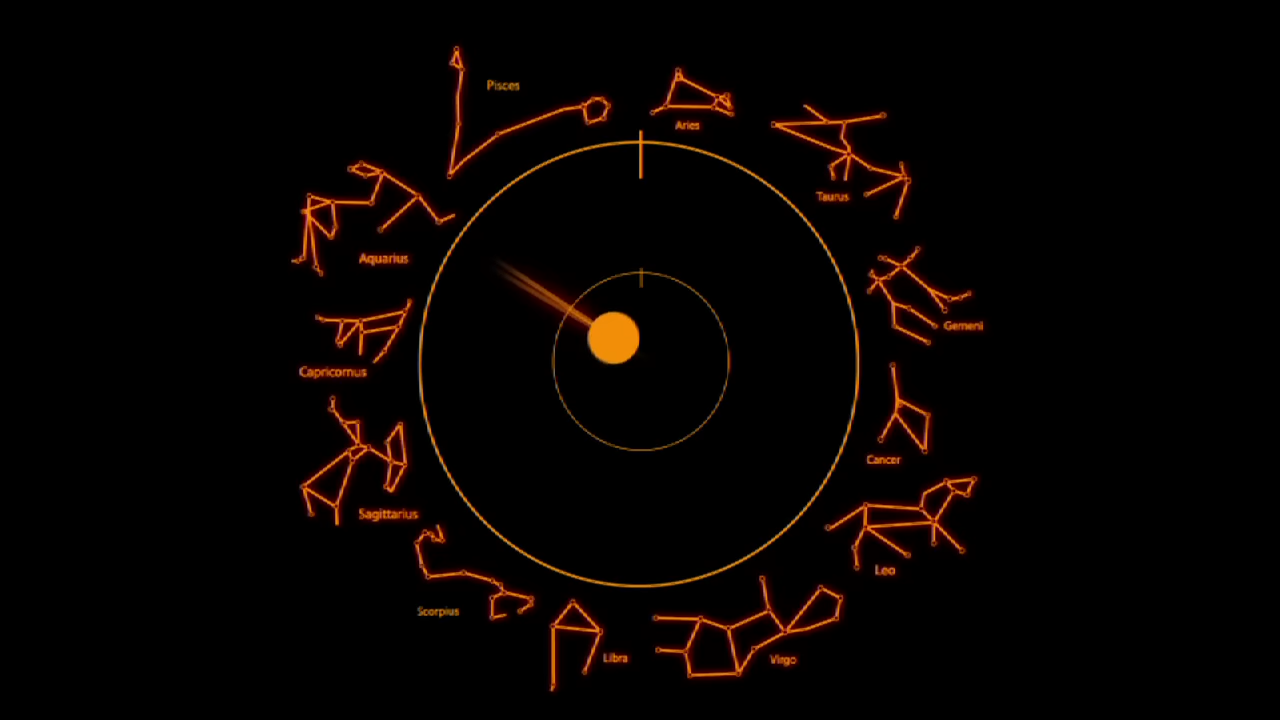 Pisces
Aries
Taurus
Aquarius
Gemeni
Capricornus
Cancer
Sagittarius
Leo
Scorpius
Libra
Virgo